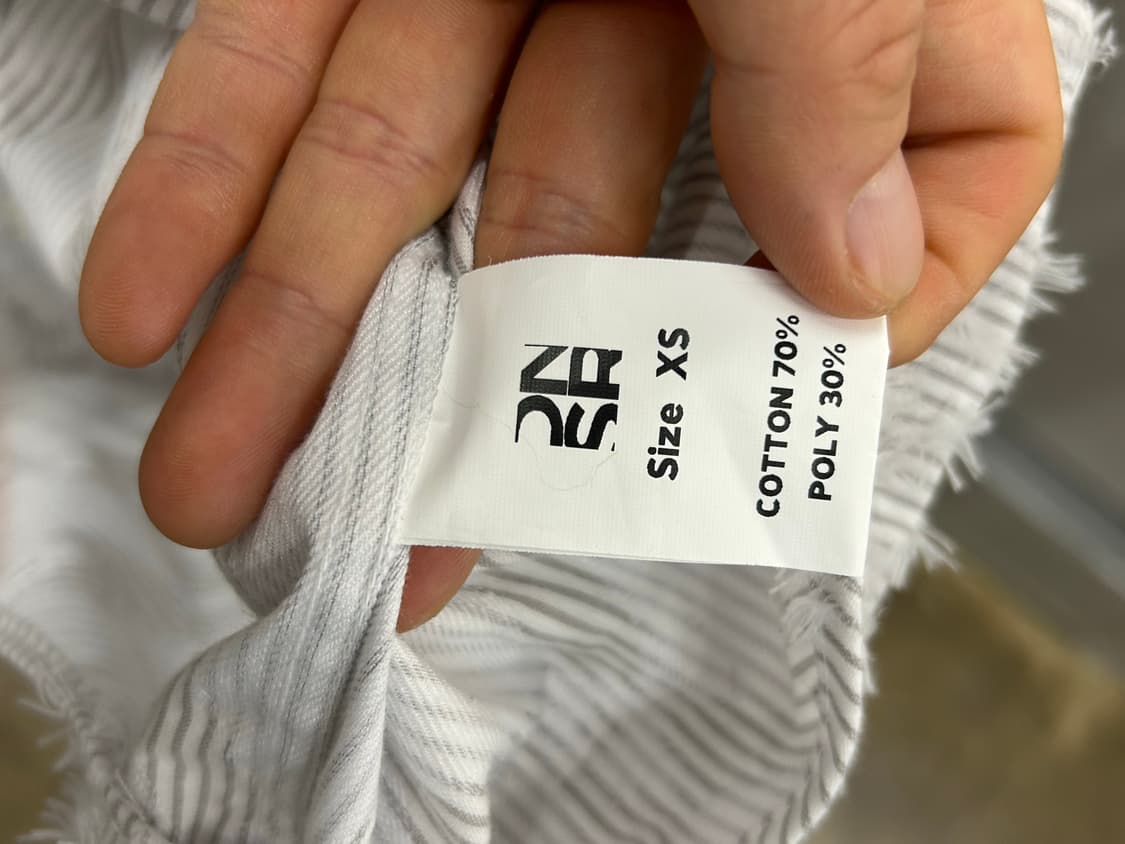 Size XS
COTTON 70%
POLY 30%